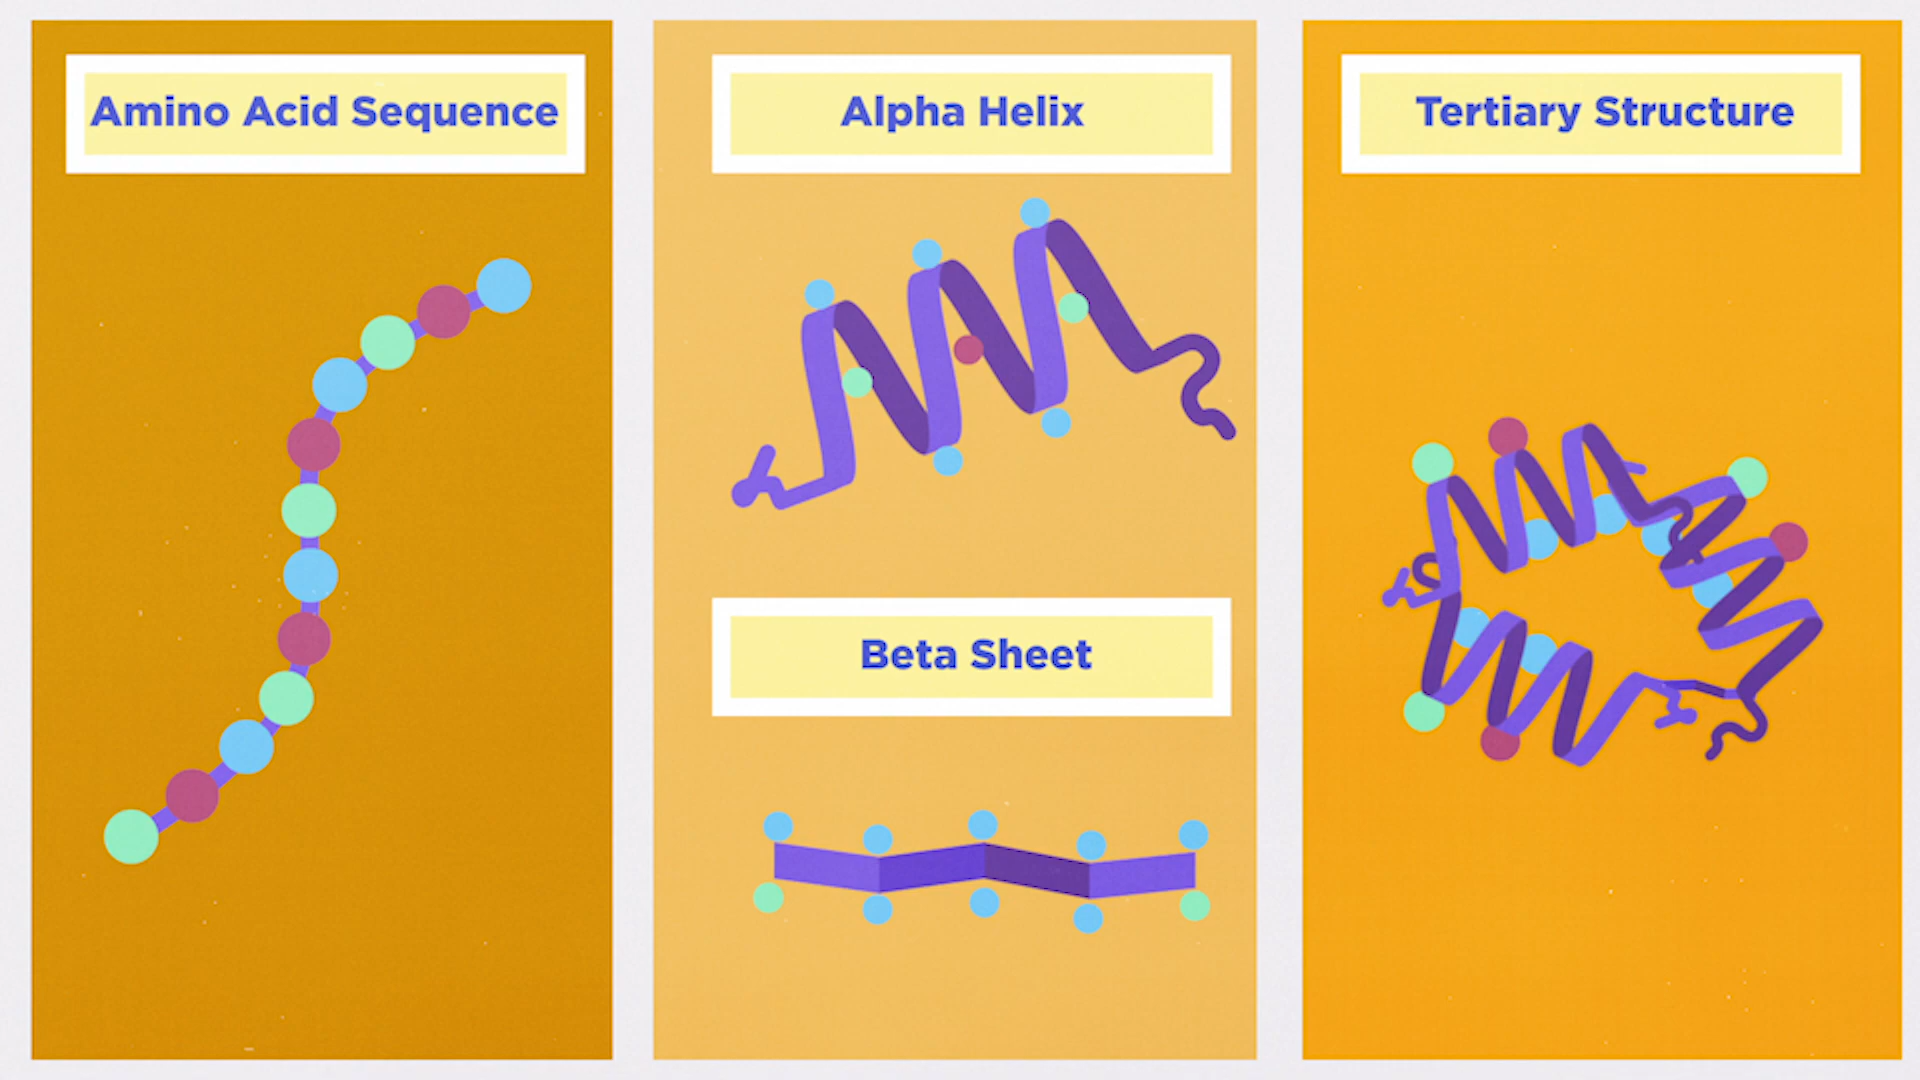 Amino Acid Sequence
Alpha Helix
Beta Sheet
Tertiary Structure